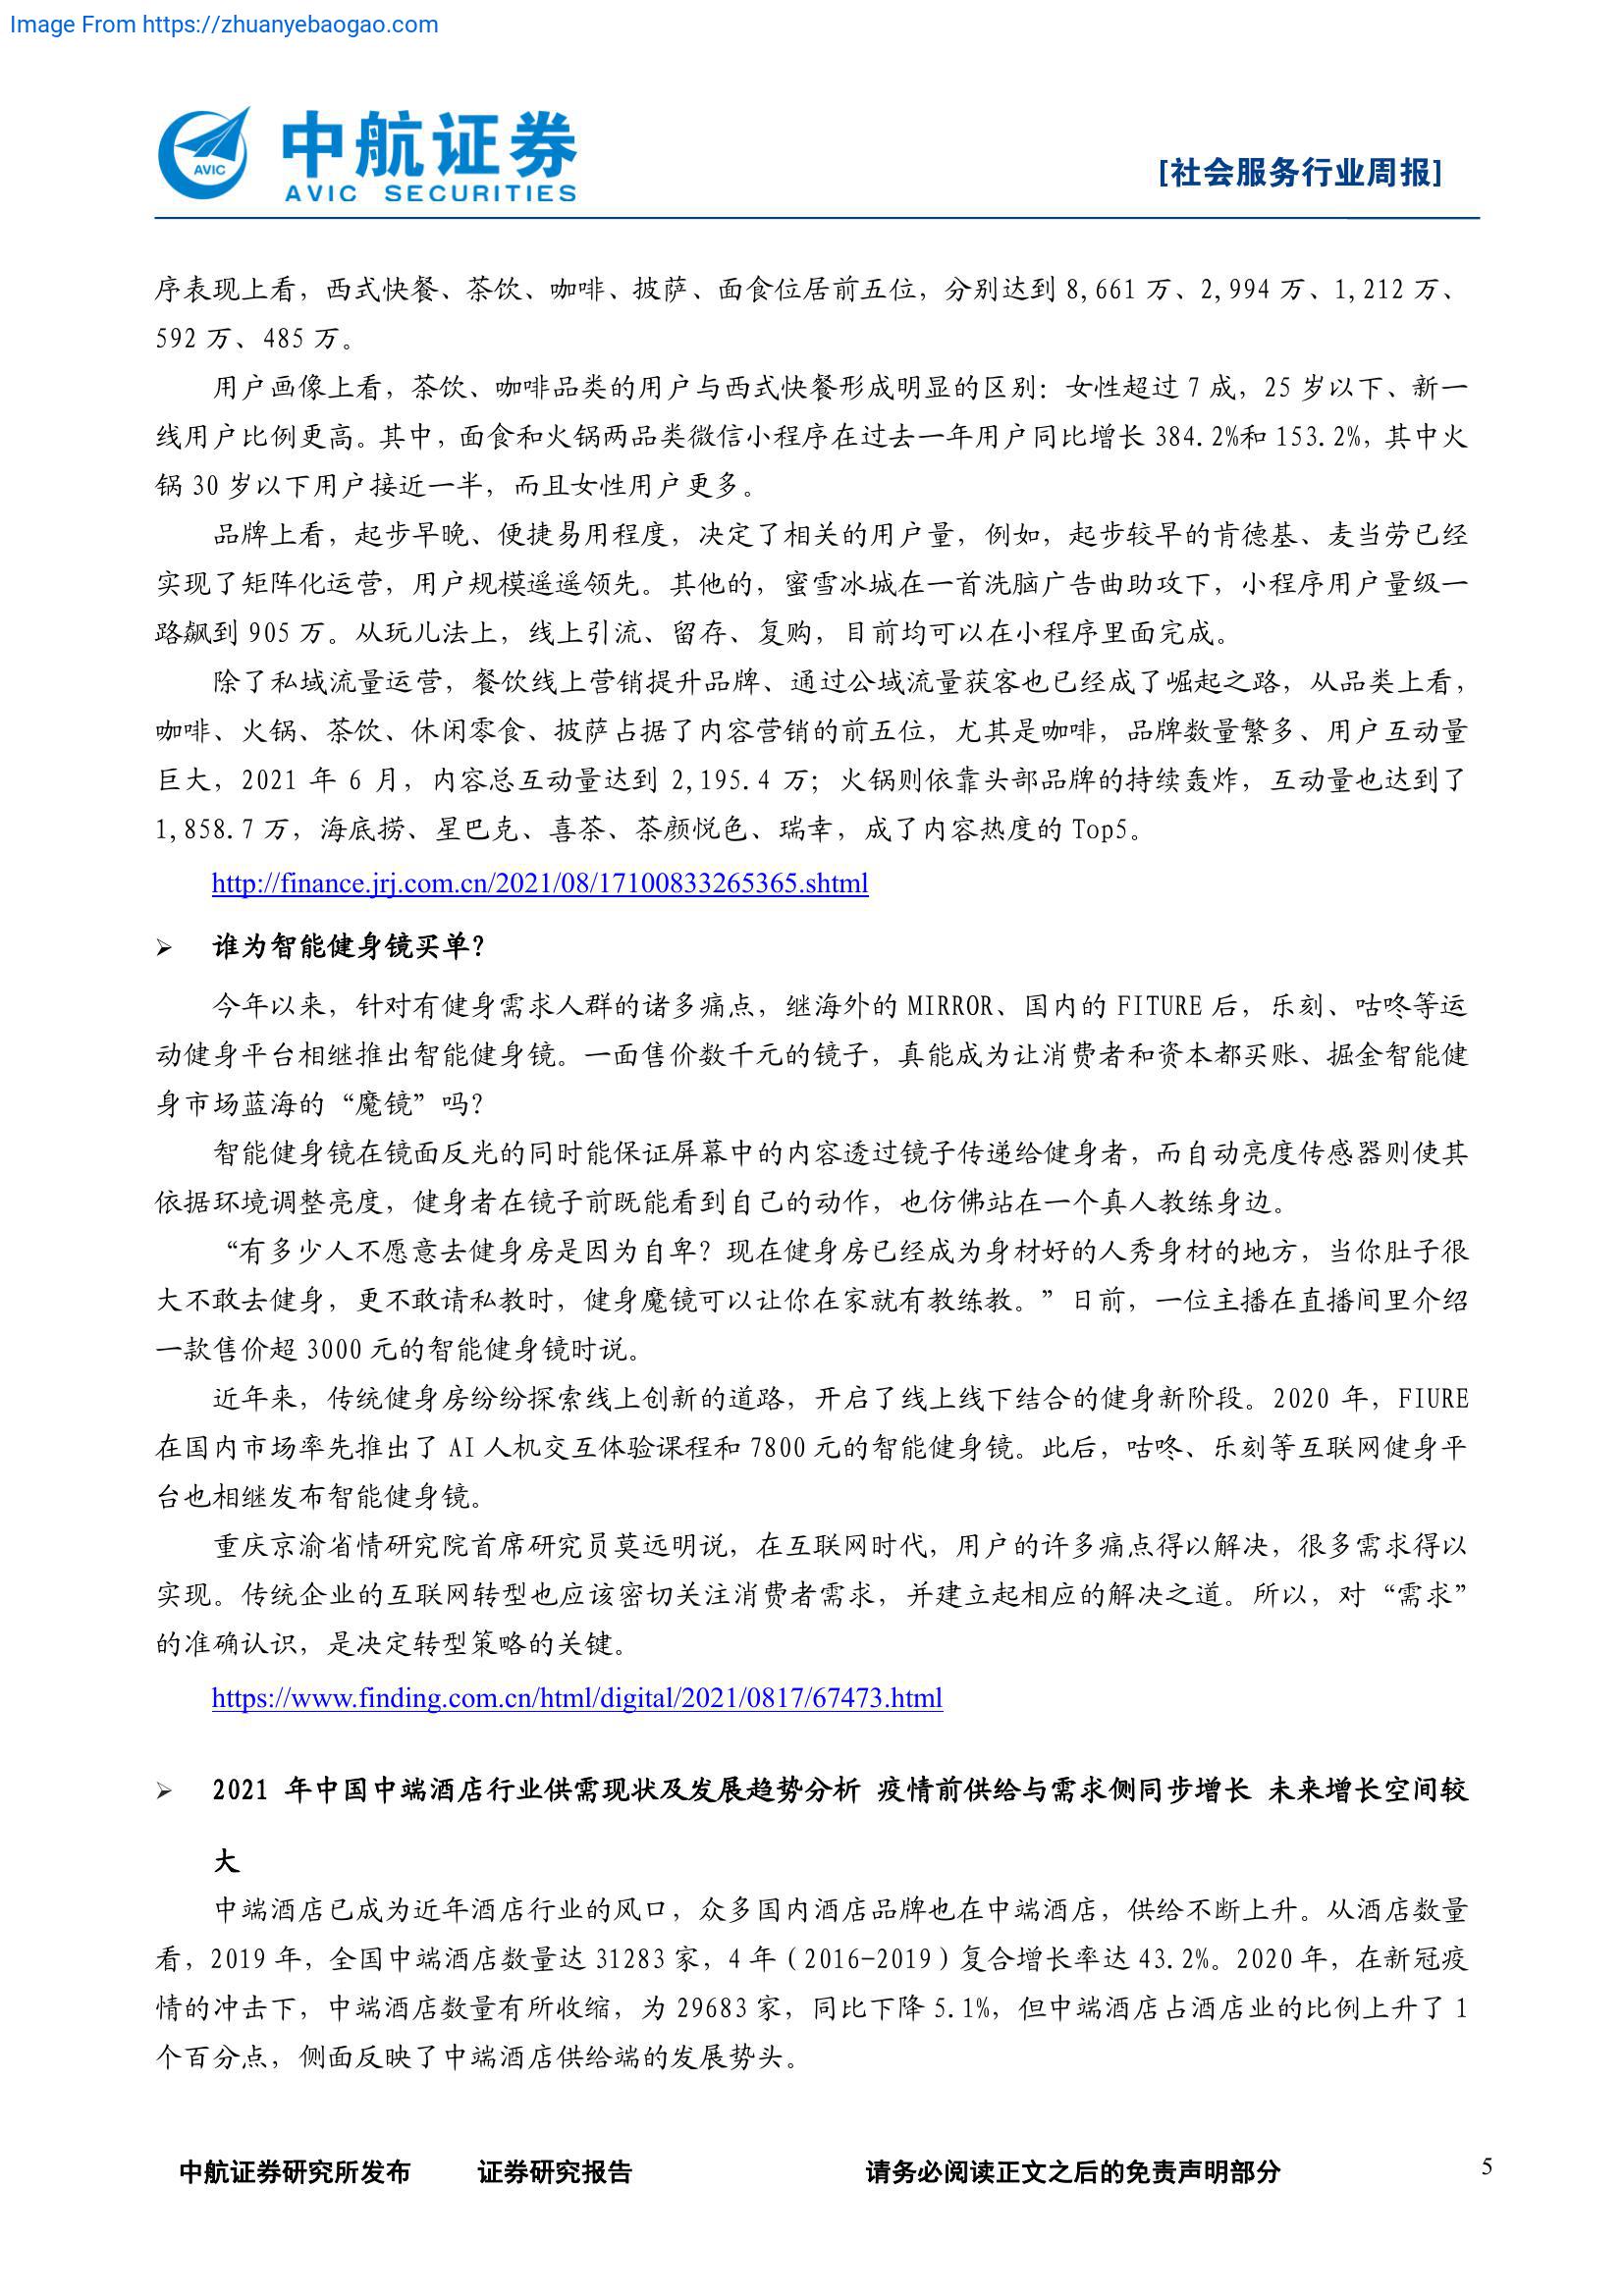 Image From https://zhuanyebaogao.com
AVIC
中航证券
AVIC SECURITIES
[社会服务行业周报]
序表现上看，西式快餐、茶饮、咖啡、披萨、面食位居前五位，分别达到 8,661 万、2,994 万、1,212 万、
592 万、485 万。
用户画像上看，茶饮、咖啡品类的用户与西式快餐形成明显的区别：女性超过 7 成，25 岁以下、新一
线用户比例更高。其中，面食和火锅两品类微信小程序在过去一年用户同比增长 384.2%和 153.2%，其中火
锅 30 岁以下用户接近一半，而且女性用户更多。
品牌上看，起步早晚、便捷易用程度，决定了相关的用户量，例如，起步较早的肯德基、麦当劳已经
实现了矩阵化运营，用户规模遥遥领先。其他的，蜜雪冰城在一首洗脑广告曲助攻下，小程序用户量级一
路飙到 905 万。从玩儿法上，线上引流、留存、复购，目前均可以在小程序里面完成。
除了私域流量运营，餐饮线上营销提升品牌、通过公域流量获客也已经成了崛起之路，从品类上看，
咖啡、火锅、茶饮、休闲零食、披萨占据了内容营销的前五位，尤其是咖啡，品牌数量繁多、用户互动量
巨大，2021 年 6 月，内容总互动量达到 2,195.4 万；火锅则依靠头部品牌的持续轰炸，互动量也达到了
1,858.7 万，海底捞、星巴克、喜茶、茶颜悦色、瑞幸，成了内容热度的 Top5。
http://finance.jrj.com.cn/2021/08/17100833265365.shtml
➢ 谁为智能健身镜买单？
今年以来，针对有健身需求人群的诸多痛点，继海外的 MIRROR、国内的 FITURE 后，乐刻、咕咚等运
动健身平台相继推出智能健身镜。一面售价数千元的镜子，真能成为让消费者和资本都买账、掘金智能健
身市场蓝海的“魔镜”吗？
智能健身镜在镜面反光的同时能保证屏幕中的内容透过镜子传递给健身者，而自动亮度传感器则使其
依据环境调整亮度，健身者在镜子前既能看到自己的动作，也仿佛站在一个真人教练身边。
“有多少人不愿意去健身房是因为自卑？现在健身房已经成为身材好的人秀身材的地方，当你肚子很
大不敢去健身，更不敢请私教时，健身魔镜可以让你在家就有教练教。”日前，一位主播在直播间里介绍
一款售价超 3000 元的智能健身镜时说。
近年来，传统健身房纷纷探索线上创新的道路，开启了线上线下结合的健身新阶段。2020 年，FIURE
在国内市场率先推出了 AI 人机交互体验课程和 7800 元的智能健身镜。此后，咕咚、乐刻等互联网健身平
台也相继发布智能健身镜。
重庆京渝省情研究院首席研究员莫远明说，在互联网时代，用户的许多痛点得以解决，很多需求得以
实现。传统企业的互联网转型也应该密切关注消费者需求，并建立起相应的解决之道。所以，对“需求”
的准确认识，是决定转型策略的关键。
https://www.finding.com.cn/html/digital/2021/0817/67473.html
➢ 2021 年中国中端酒店行业供需现状及发展趋势分析 疫情前供给与需求侧同步增长 未来增长空间较
大
中端酒店已成为近年酒店行业的风口，众多国内酒店品牌也在中端酒店，供给不断上升。从酒店数量
看，2019 年，全国中端酒店数量达 31283 家，4 年（2016-2019）复合增长率达 43.2%。2020 年，在新冠疫
情的冲击下，中端酒店数量有所收缩，为 29683 家，同比下降 5.1%，但中端酒店占酒店业的比例上升了 1
个百分点，侧面反映了中端酒店供给端的发展势头。
中航证券研究所发布 证券研究报告 请务必阅读正文之后的免责声明部分 5